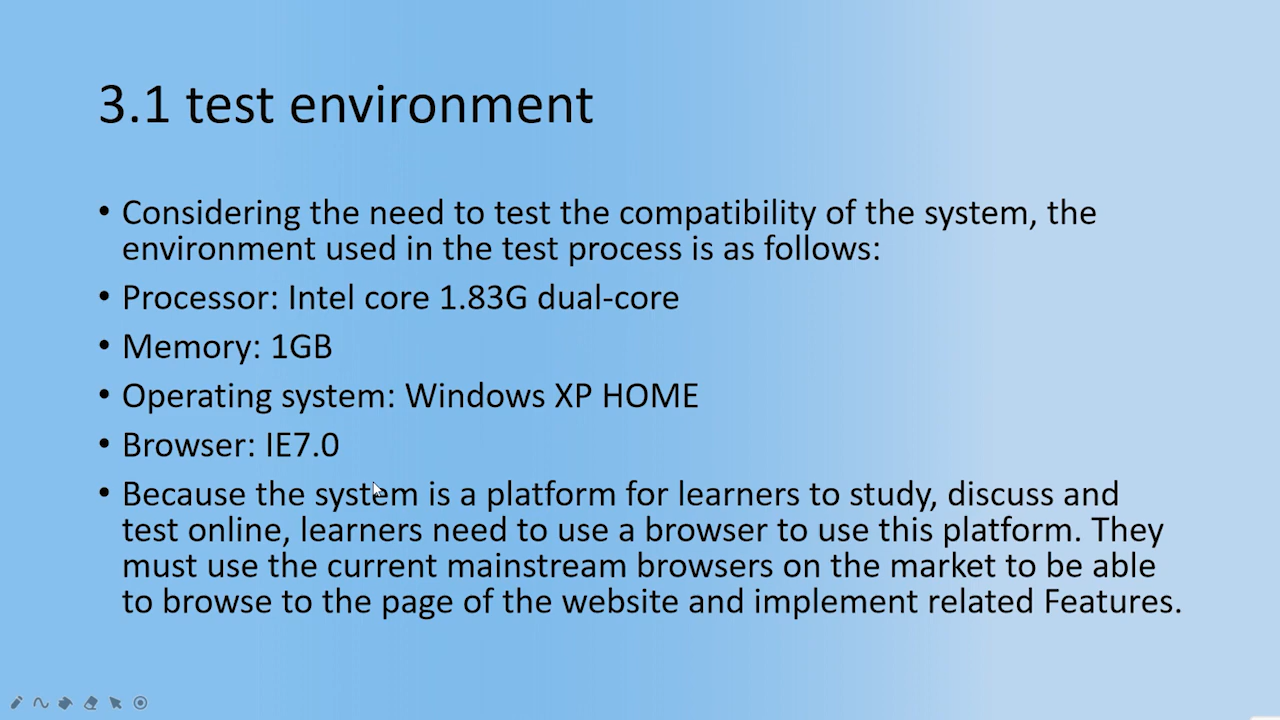 3.1 test environment
• Considering the need to test the compatibility of the system, the
environment used in the test process is as follows:
• Processor: Intel core 1.83G dual-core
• Memory: 1GB
• Operating system: Windows XP HOME
• Browser: IE7.0
• Because the system is a platform for learners to study, discuss and
test online, learners need to use a browser to use this platform. They
must use the current mainstream browsers on the market to be able
to browse to the page of the website and implement related Features.